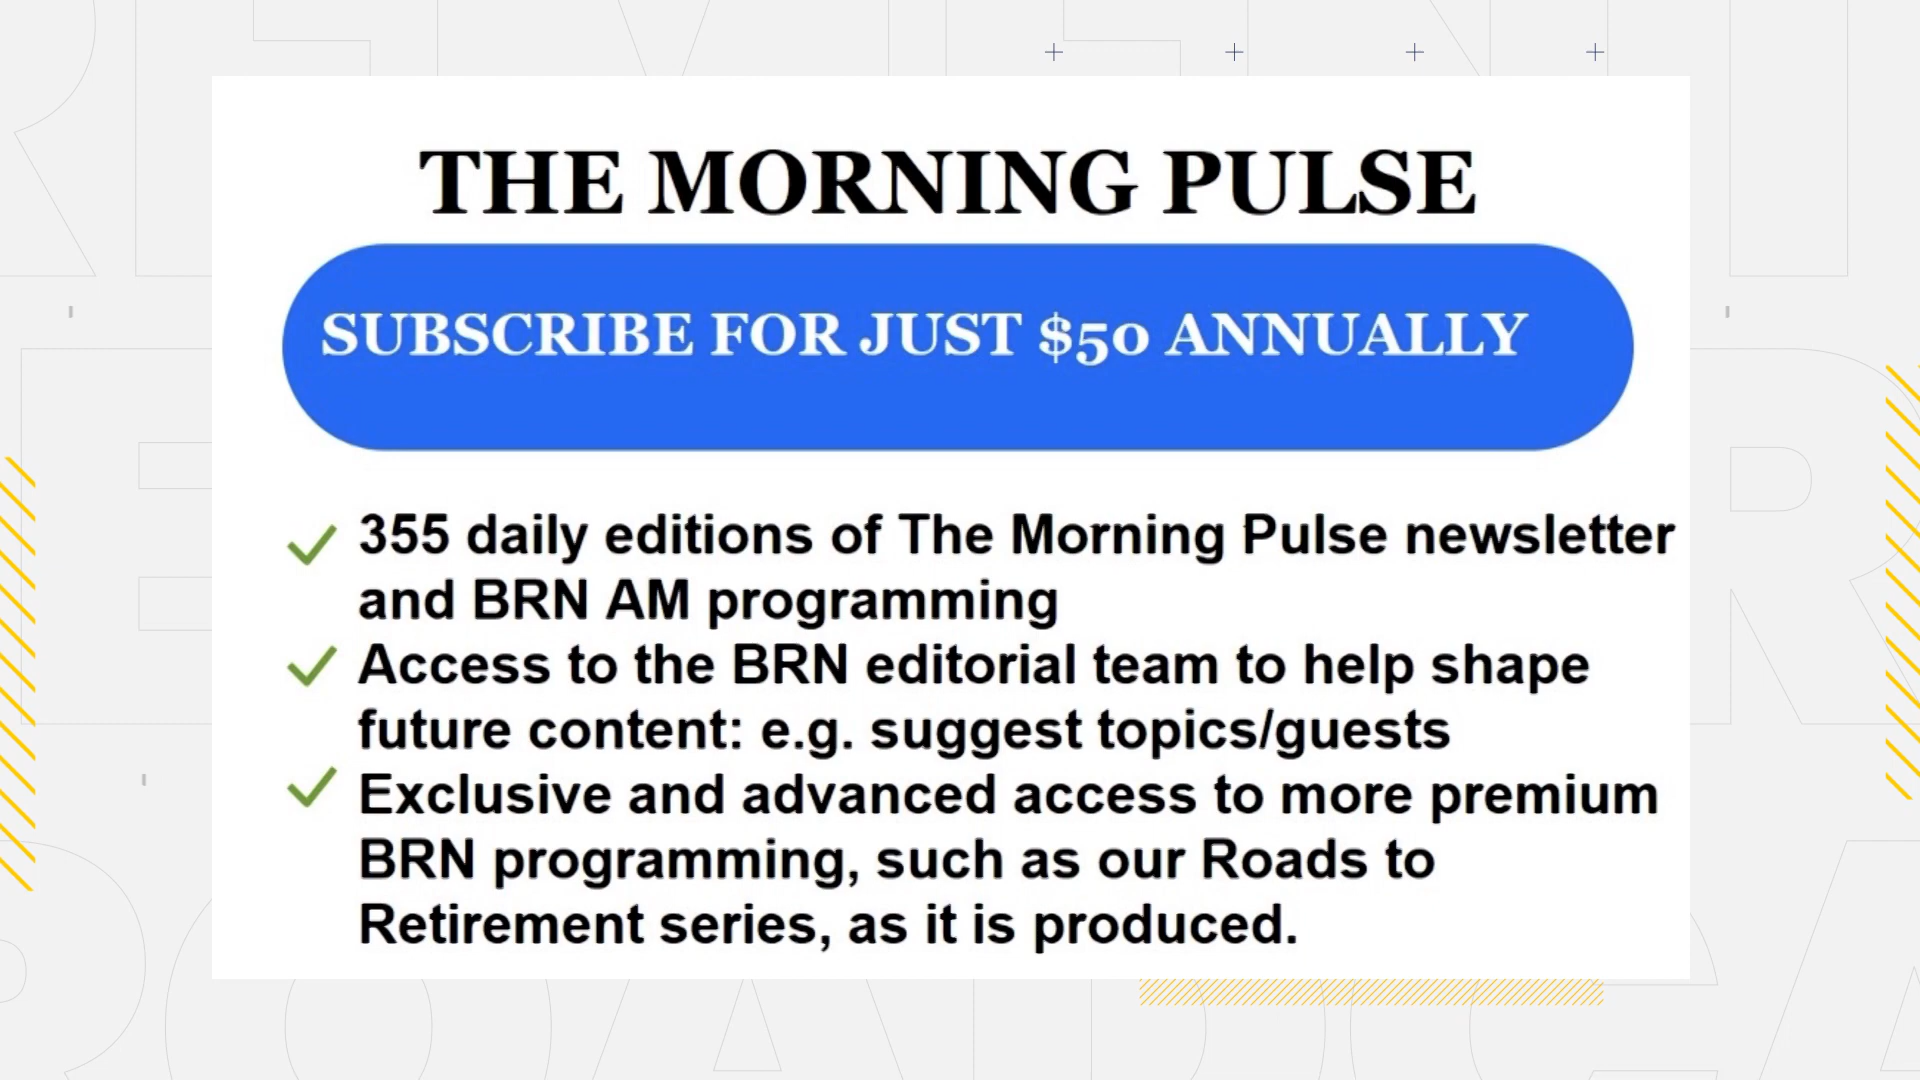 THE MORNING PULSE
SUBSCRIBE FOR JUST $50 ANNUALLY
355 daily editions of The Morning Pulse newsletter
and BRN AM programming
Access to the BRN editorial team to help shape
future content: e.g. suggest topics/guests
Exclusive and advanced access to more premium
BRN programming, such as our Roads to
Retirement series, as it is produced.